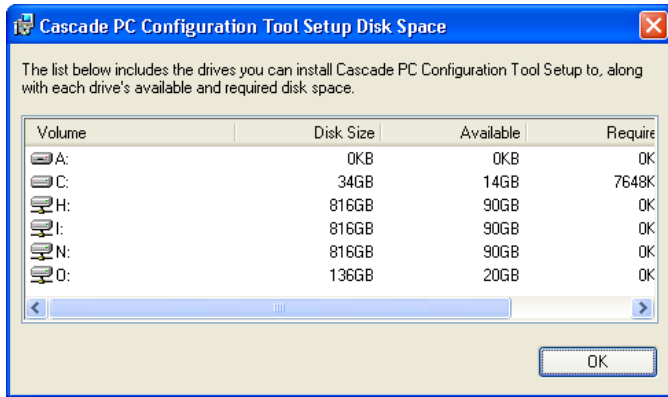 Cascade PC Configuration Tool Setup Disk Space
The list below includes the drives you can install Cascade PC Configuration Tool Setup to, along
with each drive's available and required disk space.
Volume Disk Size Available Require
A: 0KB 0KB 0K
C: 34GB 14GB 7648K
H: 816GB 90GB 0K
I: 816GB 90GB 0K
N: 816GB 90GB 0K
O: 136GB 20GB 0K
OK